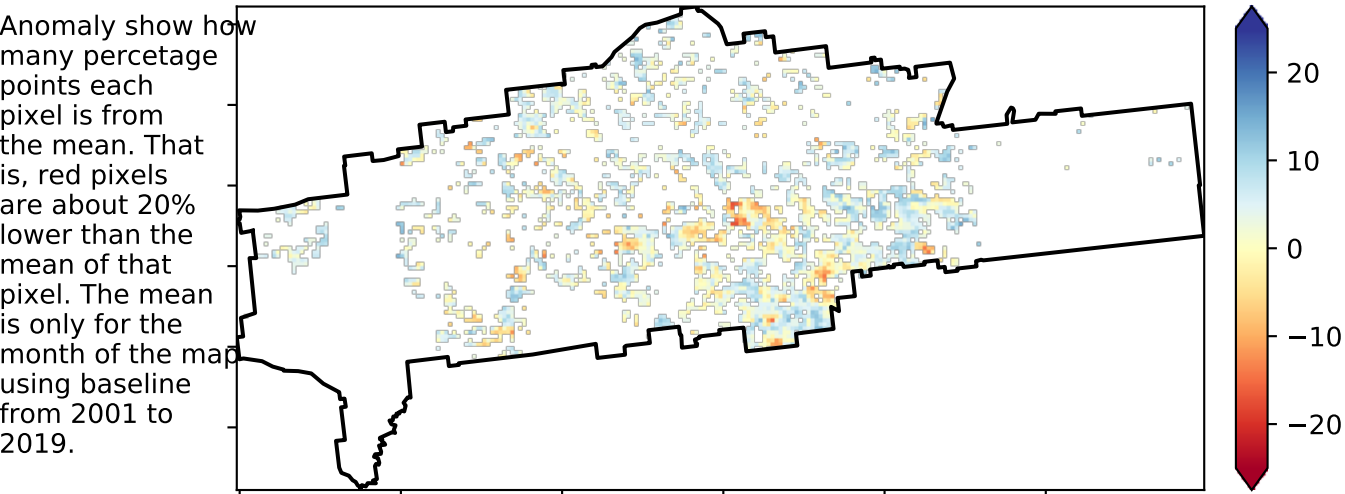 Anomaly show how
many percetage
points each
pixel is from
the mean. That
is, red pixels
are about 20%
lower than the
mean of that
pixel. The mean
is only for the
month of the map
using baseline
from 2001 to
2019.
20
10
0
−10
−20